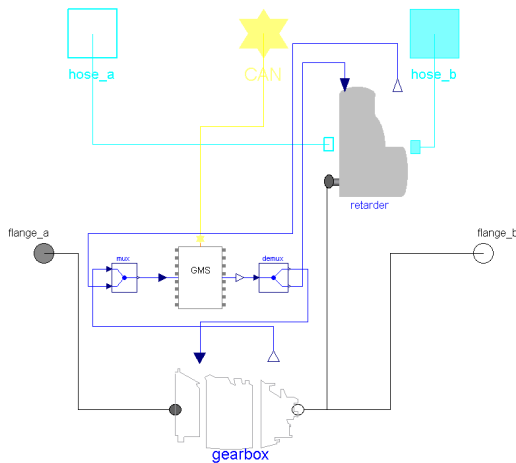 hose_a
CAN
hose_b
retarder
flange_a
flange_b
mux
GMS
demux
gearbox